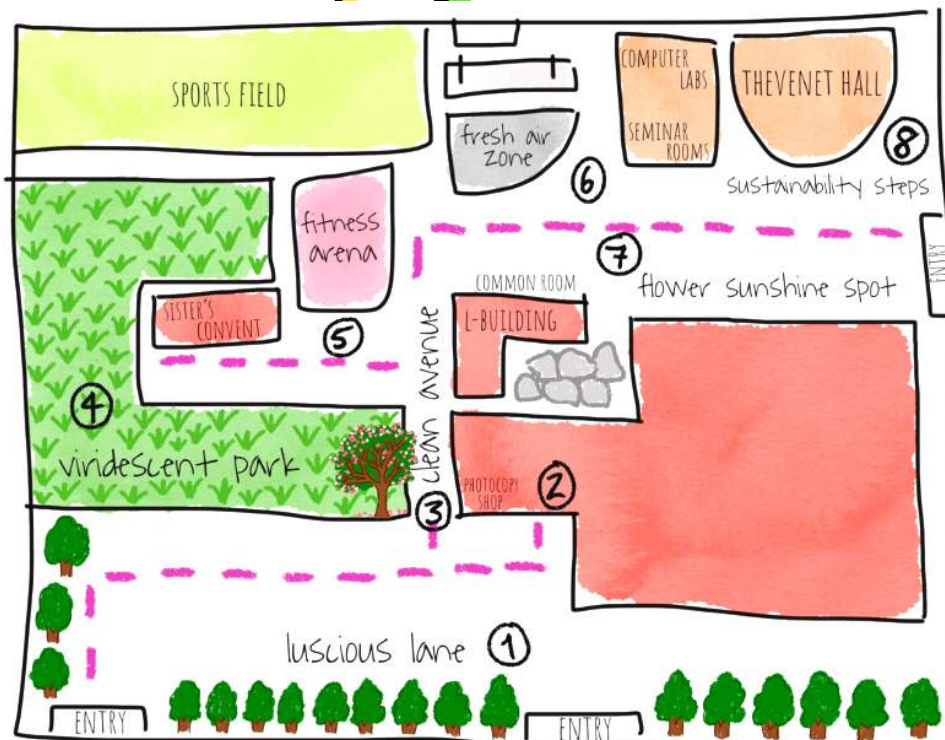 SPORTS FIELD
COMPUTER
LABS
SEMINAR
ROOMS
THEVENET HALL
fresh air
zone
8
6
sustainability steps
fitness
arena
7
ENTRY
COMMON ROOM
flower sunshine spot
SISTER'S
CONVENT
L-BUILDING
5
clean avenue
4
viridescent park
PHOTOCOPY
SHOP
2
3
luscious lane
1
ENTRY
ENTRY